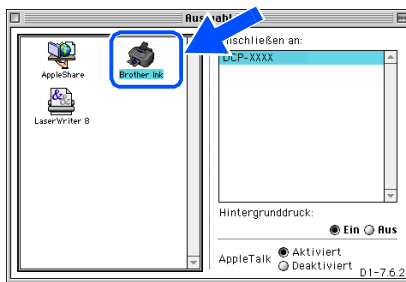 Auswahl
AppleShare
Brother Ink
LaserWriter 8
Anschließen an:
DCP-XXXX
Hintergrunddruck:
Ein Aus
AppleTalk
Aktiviert
Deaktiviert
D1-7.6.2